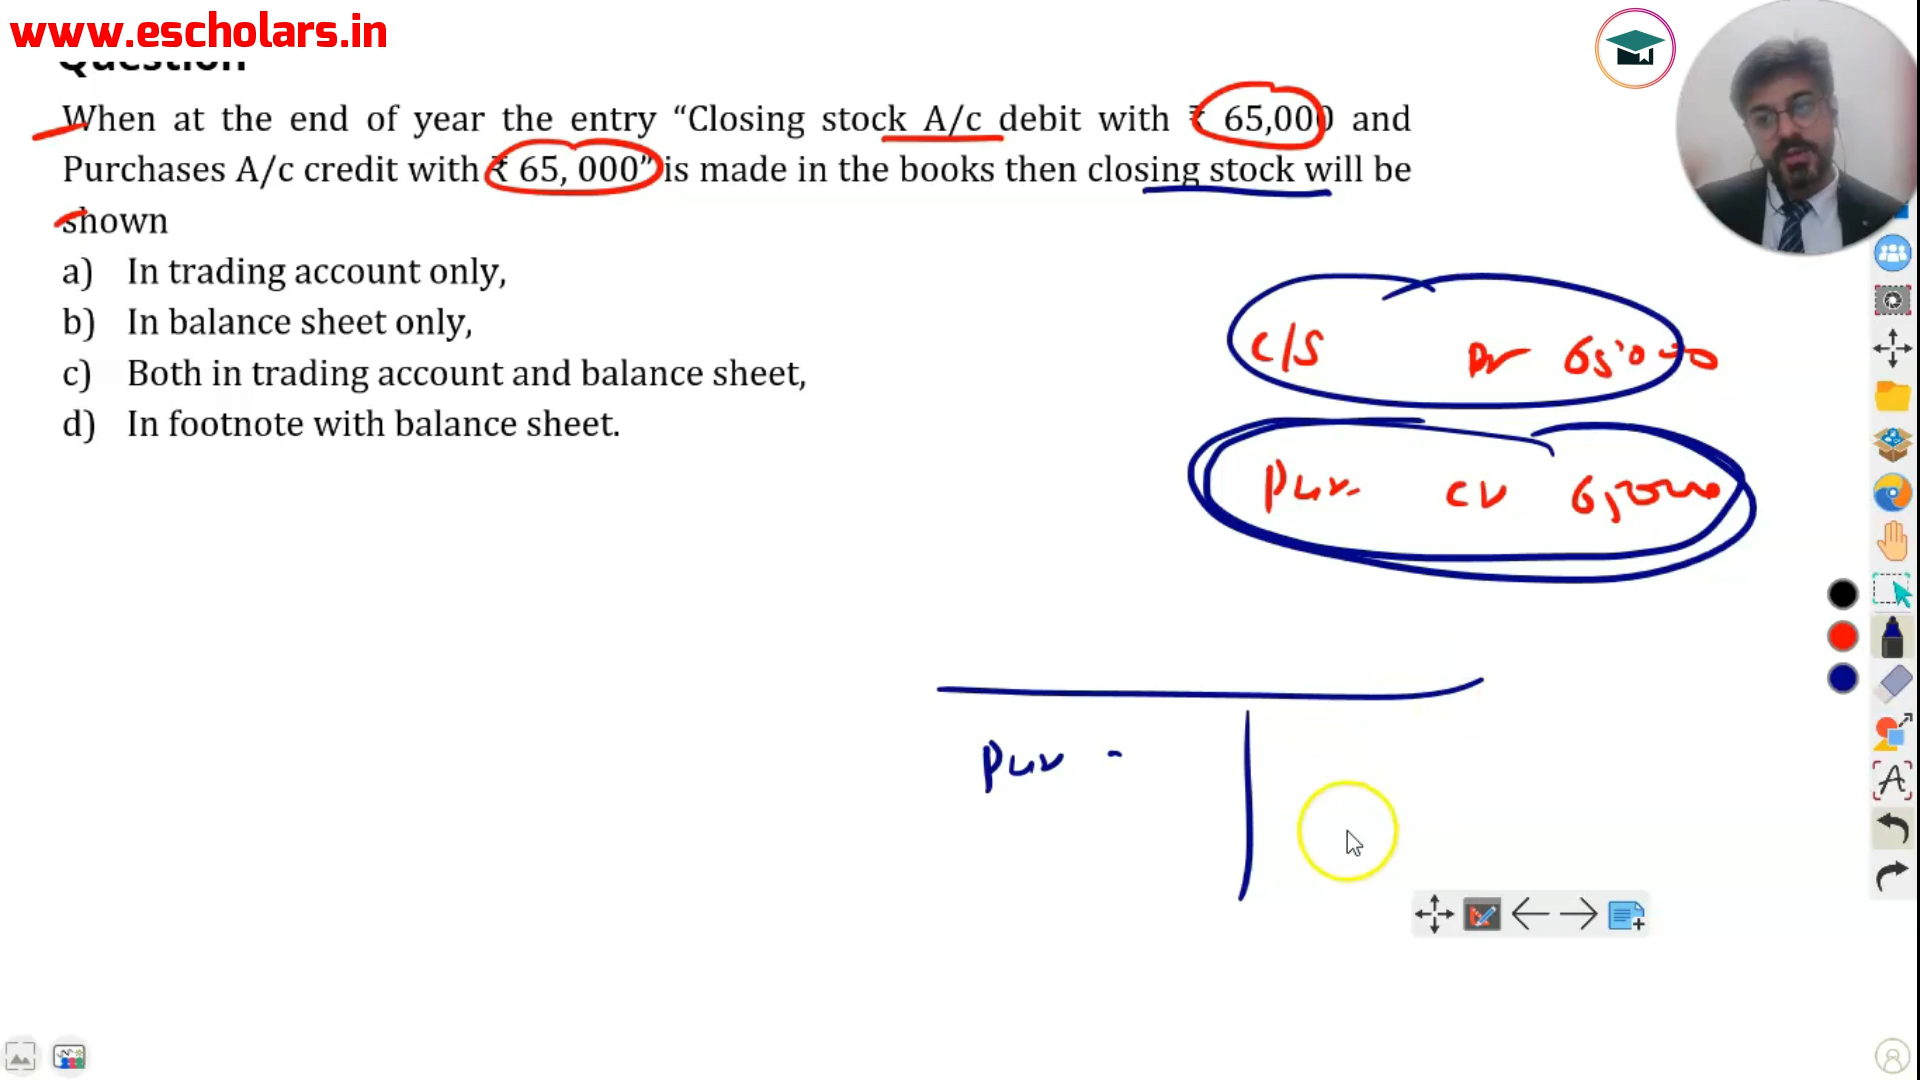 www.escholars.in
Question
When at the end of year the entry “Closing stock A/c debit with ₹ 65,000 and
Purchases A/c credit with ₹ 65, 000” is made in the books then closing stock will be
shown
a) In trading account only,
b) In balance sheet only,
c) Both in trading account and balance sheet,
d) In footnote with balance sheet.
C/S Dr 65,000
Pur. Cr 65,000
Pur -